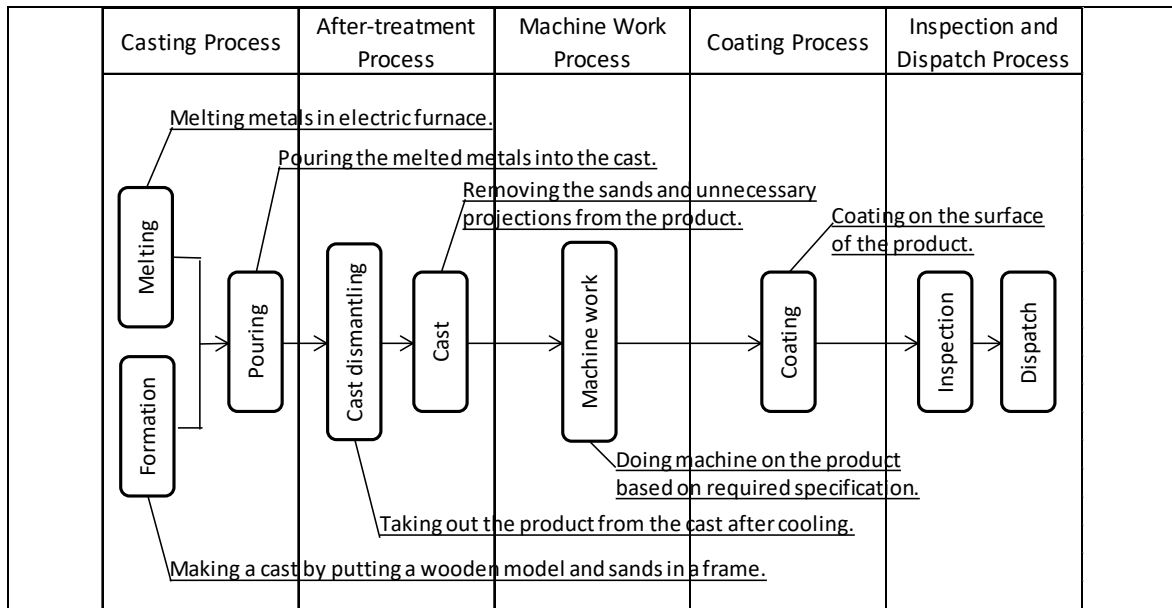 Casting Process
After-treatment
Process
Machine Work
Process
Coating Process
Inspection and
Dispatch Process
Melting metals in electric furnace.
Pouring the melted metals into the cast.
Removing the sands and unnecessary
projections from the product.
Coating on the surface
of the product.
Melting
Formation
Pouring
Cast dismantling
Cast
Machine work
Coating
Inspection
Dispatch
Doing machine on the product
based on required specification.
Taking out the product from the cast after cooling.
Making a cast by putting a wooden model and sands in a frame.